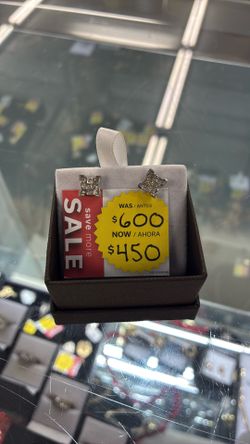 SALE
save more
WAS / ANTES
$600
NOW / AHORA
$450